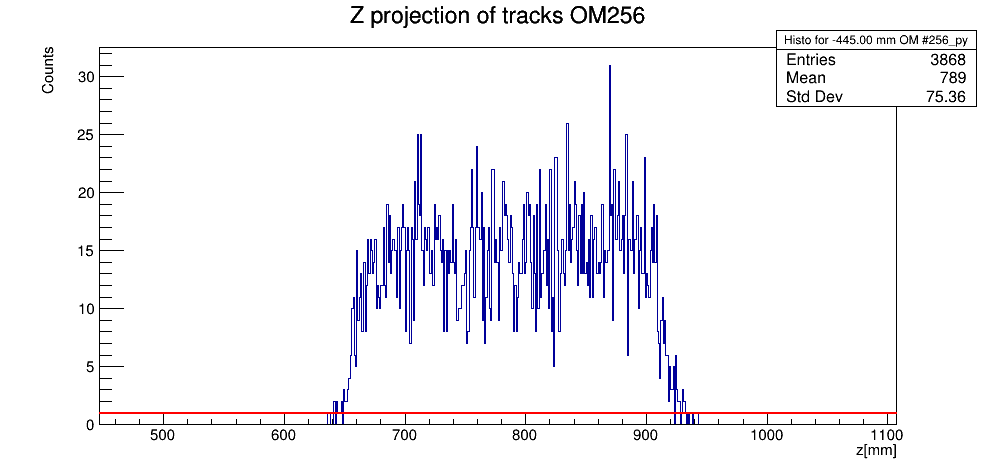 Z projection of tracks OM256
Histo for -445.00 mm OM #256_py
Entries 3868
Mean 789
Std Dev 75.36
Counts
30
25
20
15
10
5
0
500 600 700 800 900 1000 1100
z[mm]